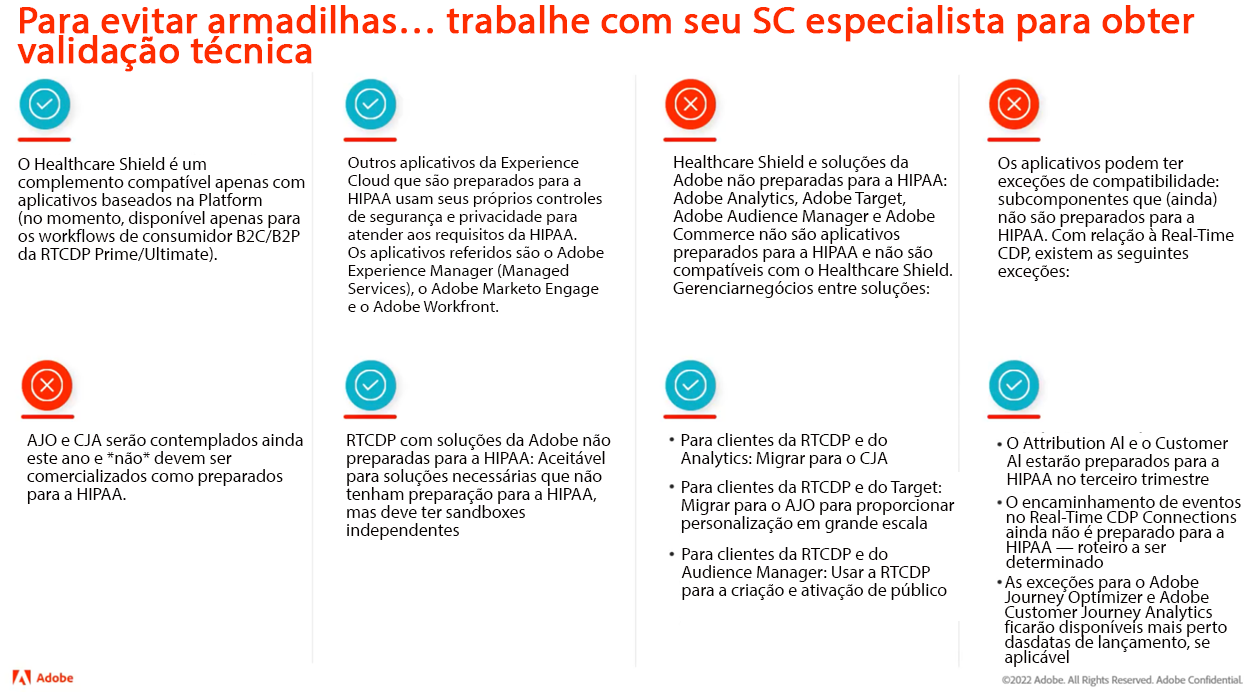 Para evitar armadilhas… trabalhe com seu SC especialista para obter
validação técnica
O Healthcare Shield é um
complemento compatível apenas com
aplicativos baseados na Platform
(no momento, disponível apenas para
os workflows de consumidor B2C/B2P
da RTCDP Prime/Ultimate).
Outros aplicativos da Experience
Cloud que são preparados para a
HIPAA usam seus próprios controles
de segurança e privacidade para
atender aos requisitos da HIPAA.
Os aplicativos referidos são o Adobe
Experience Manager (Managed
Services), o Adobe Marketo Engage
e o Adobe Workfront.
Healthcare Shield e soluções da
Adobe não preparadas para a HIPAA:
Adobe Analytics, Adobe Target,
Adobe Audience Manager e Adobe
Commerce não são aplicativos
preparados para a HIPAA e não são
compatíveis com o Healthcare Shield.
Gerenciarnegócios entre soluções:
Os aplicativos podem ter
exceções de compatibilidade:
subcomponentes que (ainda)
não são preparados para a
HIPAA. Com relação à Real-Time
CDP, existem as seguintes
exceções:
AJO e CJA serão contemplados ainda
este ano e *não* devem ser
comercializados como preparados
para a HIPAA.
RTCDP com soluções da Adobe não
preparadas para a HIPAA: Aceitável
para soluções necessárias que não
tenham preparação para a HIPAA,
mas deve ter sandboxes
independentes
• Para clientes da RTCDP e do
Analytics: Migrar para o CJA
• Para clientes da RTCDP e do Target:
Migrar para o AJO para proporcionar
personalização em grande escala
• Para clientes da RTCDP e do
Audience Manager: Usar a RTCDP
para a criação e ativação de público
• O Attribution AI e o Customer
AI estarão preparados para a
HIPAA no terceiro trimestre
• O encaminhamento de eventos
no Real-Time CDP Connections
ainda não é preparado para a
HIPAA — roteiro a ser
determinado
• As exceções para o Adobe
Journey Optimizer e Adobe
Customer Journey Analytics
ficarão disponíveis mais perto
dasdatas de lançamento, se
aplicável
Adobe
©2022 Adobe. All Rights Reserved. Adobe Confidential.